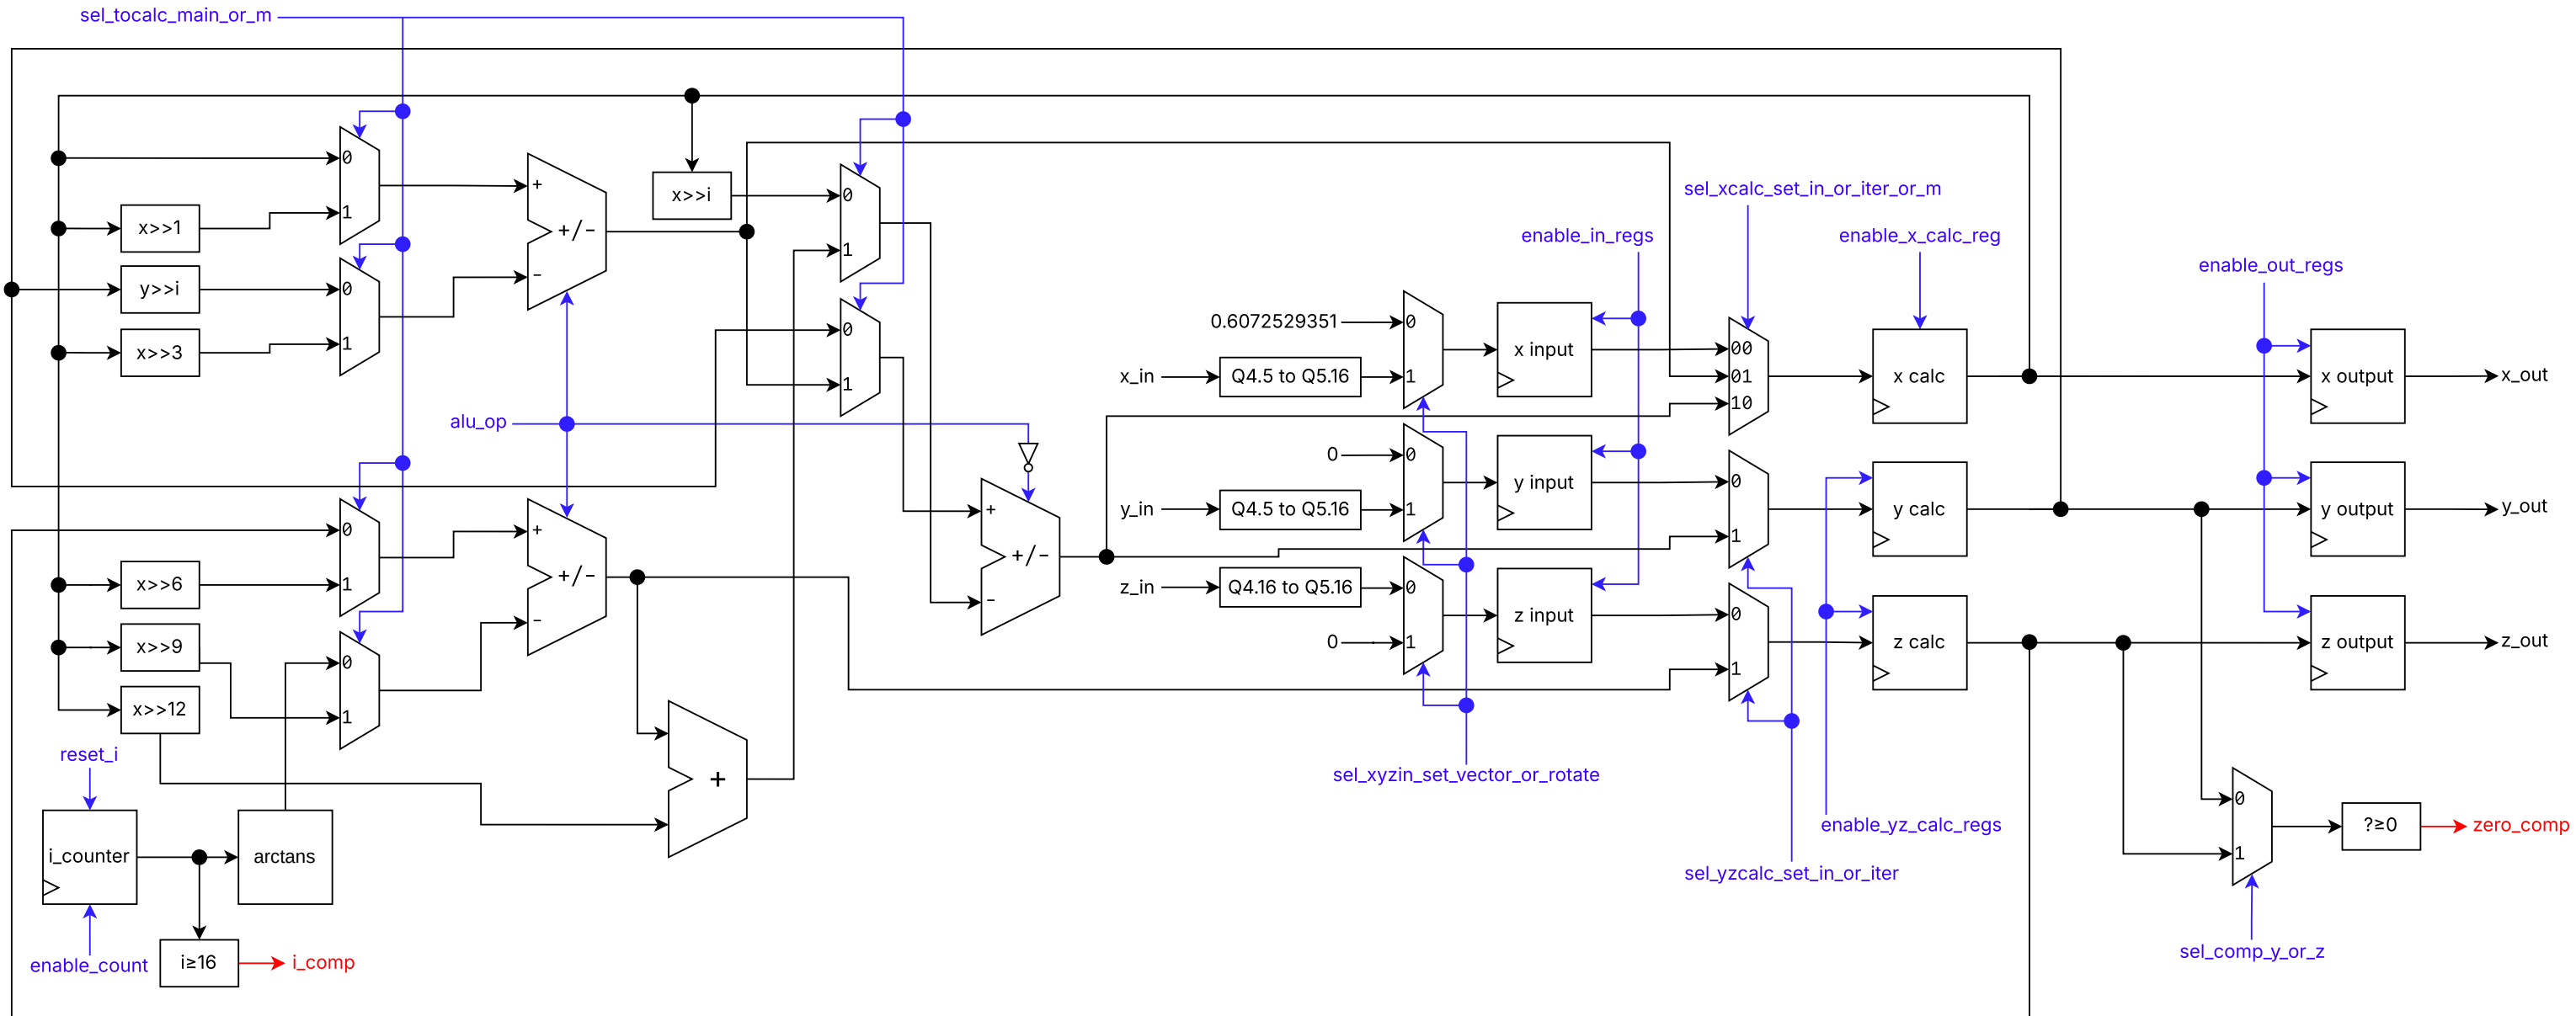 sel_tocalc_main_or_m
0
1
x>>1
y>>i
0
1
x>>3
+
+/-
-
x>>i
0
1
0
1
alu_op
0
1
x>>6
x>>9
0
1
x>>12
+
+/-
-
+
+
+/-
-
reset_i
i_counter
arctans
enable_count
i≥16
i_comp
0.6072529351
0
x_in
Q4.5 to Q5.16
1
x input
enable_in_regs
0
0
y_in
Q4.5 to Q5.16
1
y input
z_in
Q4.16 to Q5.16
0
0
1
z input
sel_xyzin_set_vector_or_rotate
sel_xcalc_set_in_or_iter_or_m
enable_x_calc_reg
enable_out_regs
00
01
10
x calc
x output
x_out
0
1
y calc
y output
y_out
0
1
z calc
z output
z_out
enable_yz_calc_regs
sel_yzcalc_set_in_or_iter
0
1
?≥0
zero_comp
sel_comp_y_or_z